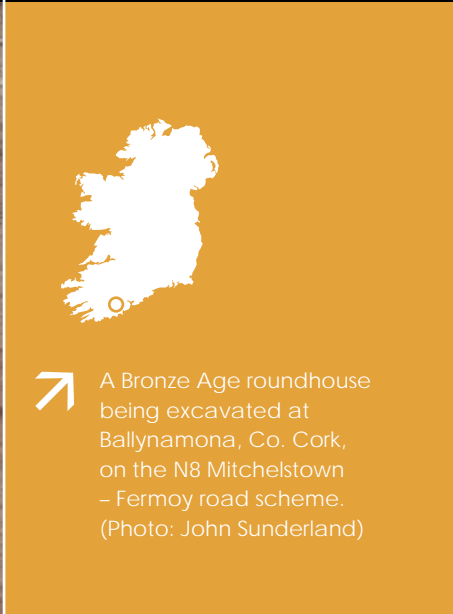 A Bronze Age roundhouse
being excavated at
Ballynamona, Co. Cork,
on the N8 Mitchelstown
– Fermoy road scheme.
(Photo: John Sunderland)